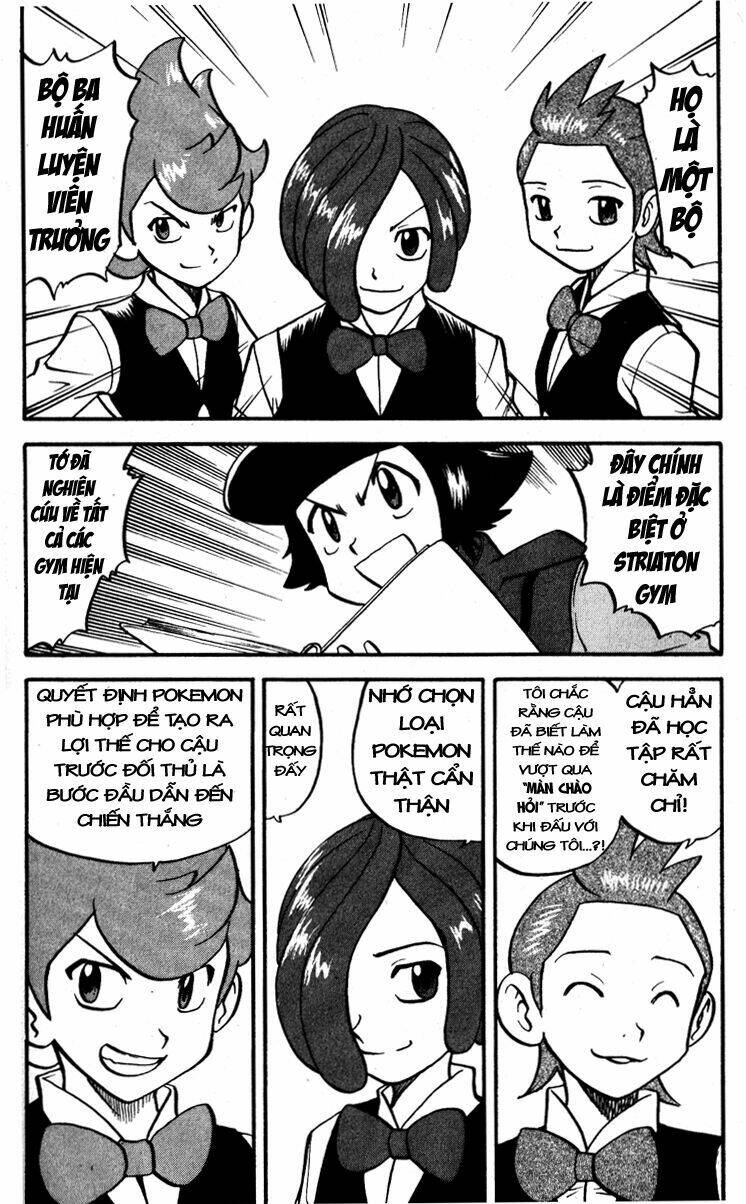 HỌ
LÀ
MỘT
BỘ
BỘ BA
HUẤN
LUYỆN
VIÊN
TRƯỞNG
ĐÂY CHÍNH
LÀ ĐIỂM ĐẶC
BIỆT Ở
STRIATON
GYM
TỚ ĐÃ
NGHIÊN
CỨU VỀ TẤT
CẢ CÁC
GYM HIỆN
TẠI
CẬU HẲN
ĐÃ HỌC
TẬP RẤT
CHĂM
CHỈ!
TÔI CHẮC
RẰNG CẬU
ĐÃ BIẾT LÀM
THẾ NÀO ĐỂ
VƯỢT QUA
"MÀN CHÀO
HỎI" TRƯỚC
KHI ĐẤU VỚI
CHÚNG TÔI...?!
NHỚ CHỌN
LOẠI
POKEMON
THẬT CẨN
THẬN
RẤT
QUAN
TRỌNG
ĐẤY
QUYẾT ĐỊNH POKEMON
PHÙ HỢP ĐỂ TẠO RA
LỢI THẾ CHO CẬU
TRƯỚC ĐỐI THỦ LÀ
BƯỚC ĐẦU DẪN ĐẾN
CHIẾN THẮNG